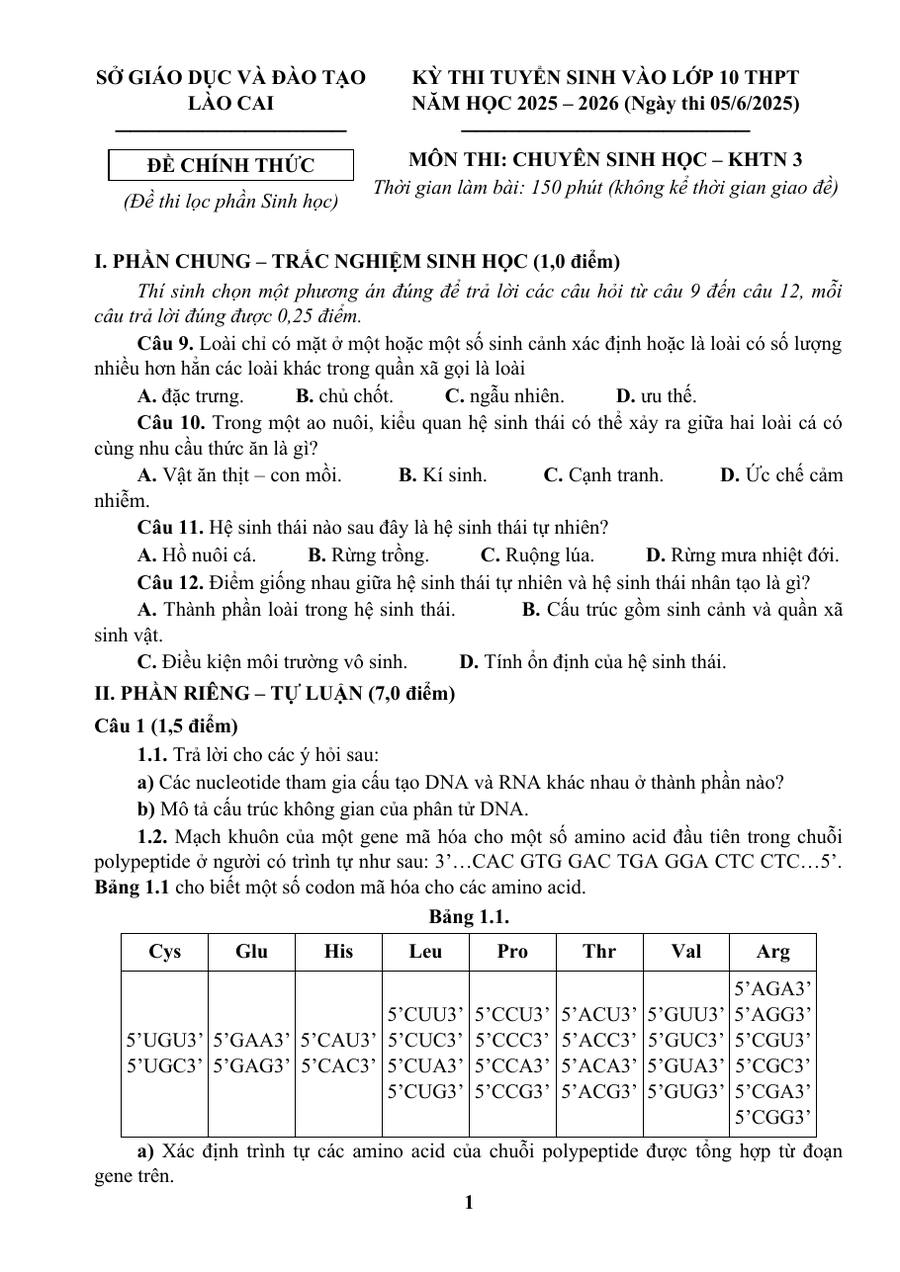 SỞ GIÁO DỤC VÀ ĐÀO TẠO
LÀO CAI
KỲ THI TUYỂN SINH VÀO LỚP 10 THPT
NĂM HỌC 2025 – 2026 (Ngày thi 05/6/2025)
ĐỀ CHÍNH THỨC
(Đề thi lọc phần Sinh học)
MÔN THI: CHUYÊN SINH HỌC – KHTN 3
Thời gian làm bài: 150 phút (không kể thời gian giao đề)
I. PHẦN CHUNG – TRẮC NGHIỆM SINH HỌC (1,0 điểm)
Thí sinh chọn một phương án đúng để trả lời các câu hỏi từ câu 9 đến câu 12, mỗi
câu trả lời đúng được 0,25 điểm.
Câu 9. Loài chỉ có mặt ở một hoặc một số sinh cảnh xác định hoặc là loài có số lượng
nhiều hơn hẳn các loài khác trong quần xã gọi là loài
A. đặc trưng. B. chủ chốt. C. ngẫu nhiên. D. ưu thế.
Câu 10. Trong một ao nuôi, kiểu quan hệ sinh thái có thể xảy ra giữa hai loài cá có
cùng nhu cầu thức ăn là gì?
A. Vật ăn thịt – con mồi. B. Kí sinh. C. Cạnh tranh. D. Ức chế cảm
nhiễm.
Câu 11. Hệ sinh thái nào sau đây là hệ sinh thái tự nhiên?
A. Hồ nuôi cá. B. Rừng trồng. C. Ruộng lúa. D. Rừng mưa nhiệt đới.
Câu 12. Điểm giống nhau giữa hệ sinh thái tự nhiên và hệ sinh thái nhân tạo là gì?
A. Thành phần loài trong hệ sinh thái. B. Cấu trúc gồm sinh cảnh và quần xã
sinh vật.
C. Điều kiện môi trường vô sinh. D. Tính ổn định của hệ sinh thái.
II. PHẦN RIÊNG – TỰ LUẬN (7,0 điểm)
Câu 1 (1,5 điểm)
1.1. Trả lời cho các ý hỏi sau:
a) Các nucleotide tham gia cấu tạo DNA và RNA khác nhau ở thành phần nào?
b) Mô tả cấu trúc không gian của phân tử DNA.
1.2. Mạch khuôn của một gene mã hóa cho một số amino acid đầu tiên trong chuỗi
polypeptide ở người có trình tự như sau: 3’…CAC GTG GAC TGA GGA CTC CTC…5’.
Bảng 1.1 cho biết một số codon mã hóa cho các amino acid.
Bảng 1.1.
Cys Glu His Leu Pro Thr Val Arg
5’AGA3’
5’CUU3’ 5’CCU3’ 5’ACU3’ 5’GUU3’ 5’AGG3’
5’UGU3’ 5’GAA3’ 5’CAU3’ 5’CUC3’ 5’CCC3’ 5’ACC3’ 5’GUC3’ 5’CGU3’
5’UGC3’ 5’GAG3’ 5’CAC3’ 5’CUA3’ 5’CCA3’ 5’ACA3’ 5’GUA3’ 5’CGC3’
5’CUG3’ 5’CCG3’ 5’ACG3’ 5’GUG3’ 5’CGA3’
5’CGG3’
a) Xác định trình tự các amino acid của chuỗi polypeptide được tổng hợp từ đoạn
gene trên.
1